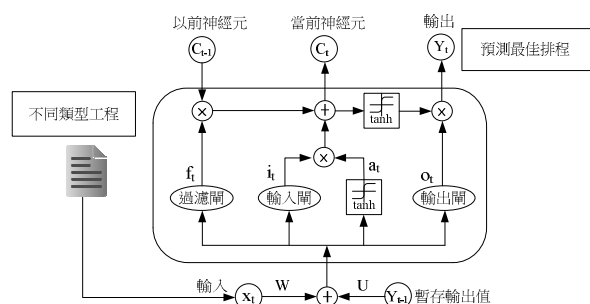 以前神經元
當前神經元
輸出
C_{t-1}
C_t
Y_t
預測最佳排程
不同類型工程
×
+
tanh
×
×
f_t
i_t
a_t
o_t
過濾閘
輸入閘
tanh
輸出閘
輸入
W
U
x_t
+
Y_{t-1}
暫存輸出值